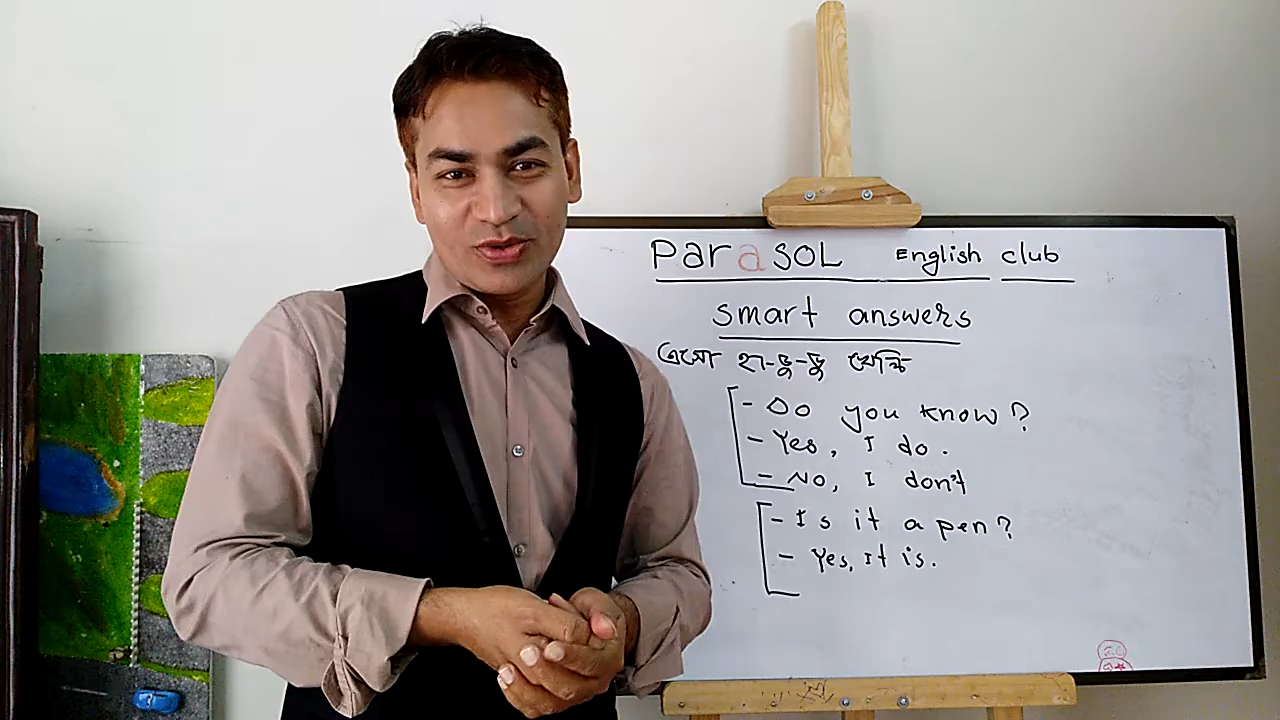 Parasol English club
smart answers
এসো হা-ডু-ডু খেলি
- Do you know?
- Yes, I do.
- No, I don't
- Is it a pen?
- Yes, It is.